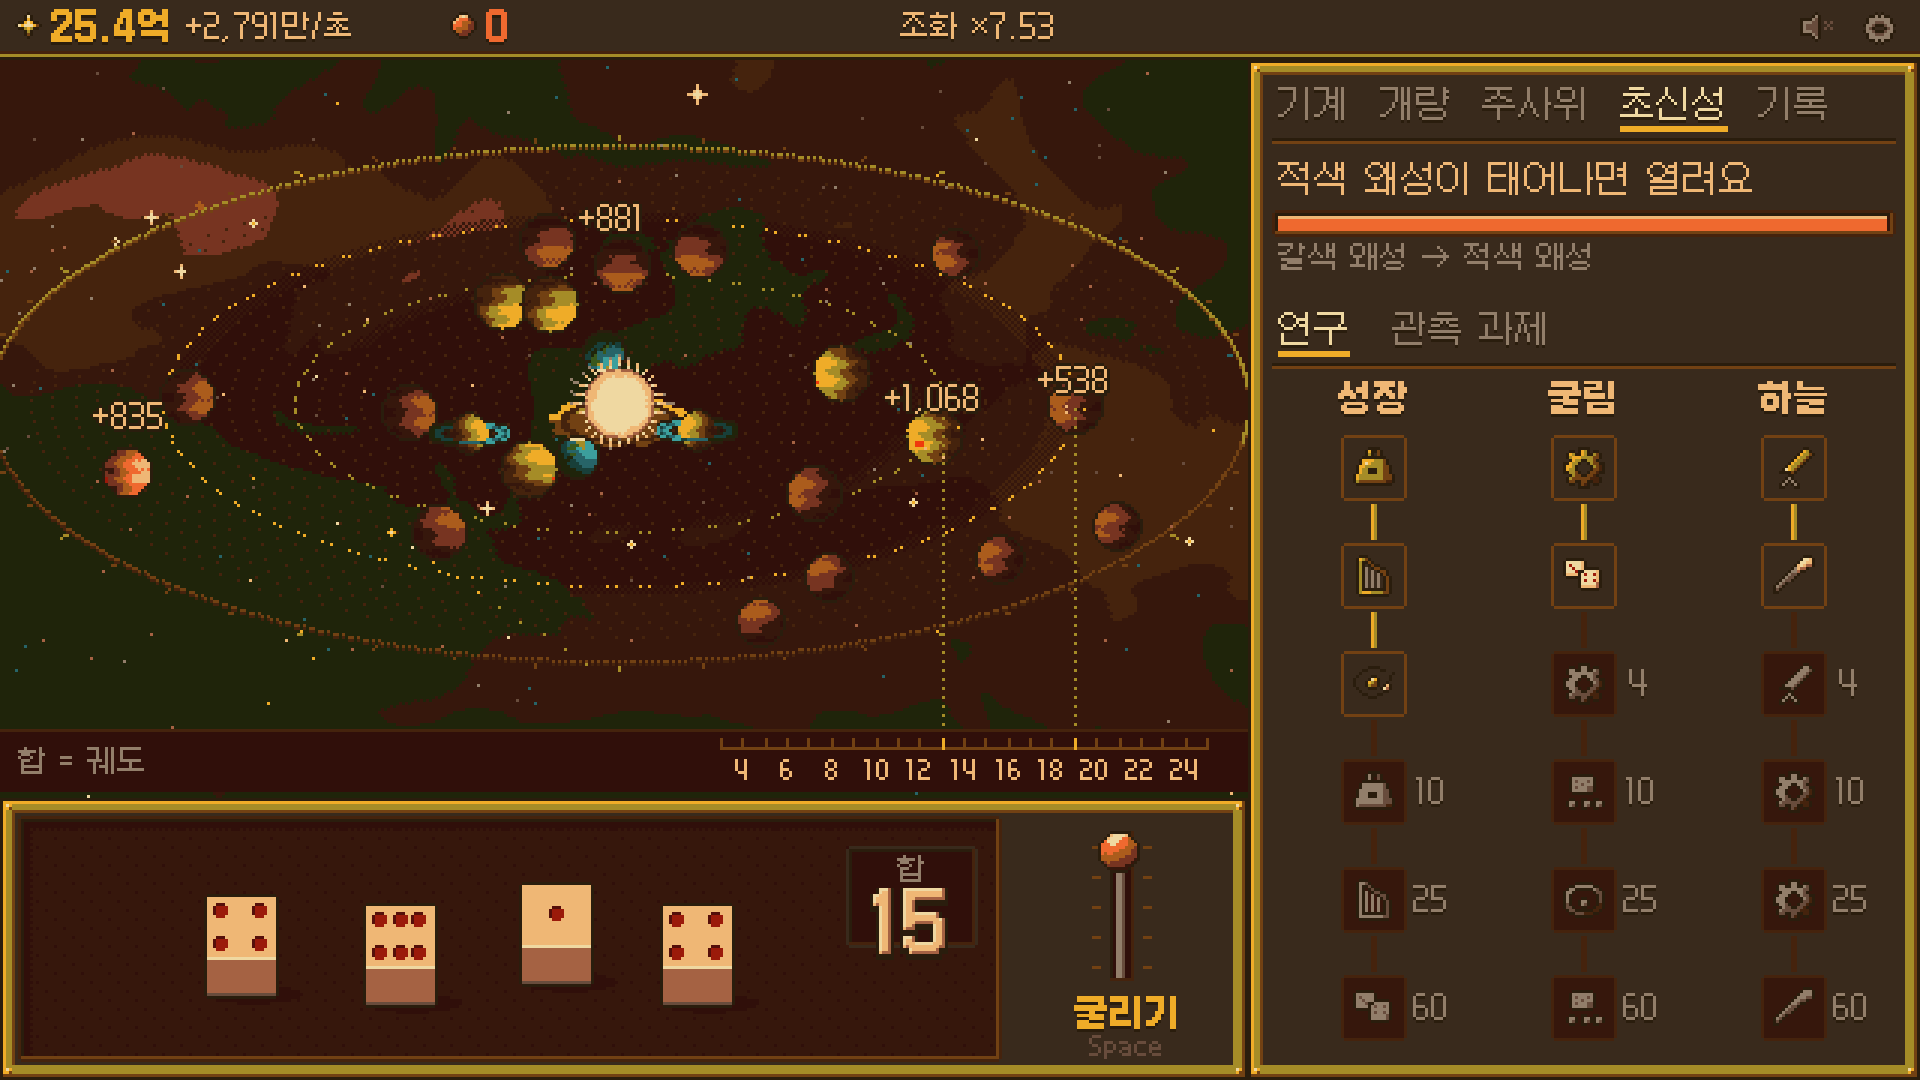 25.4억 +2,791만/초 0 조화 ×7.53
기계 개량 주사위 초신성 기록
적색 왜성이 태어나면 열려요
갈색 왜성 → 적색 왜성
연구 관측 과제
성장 굴림 하늘
4 4
10 10 10
25 25 25
60 60 60
+881
+835
+1,068
+538
합 = 궤도
4 6 8 10 12 14 16 18 20 22 24
합
15
굴리기
Space